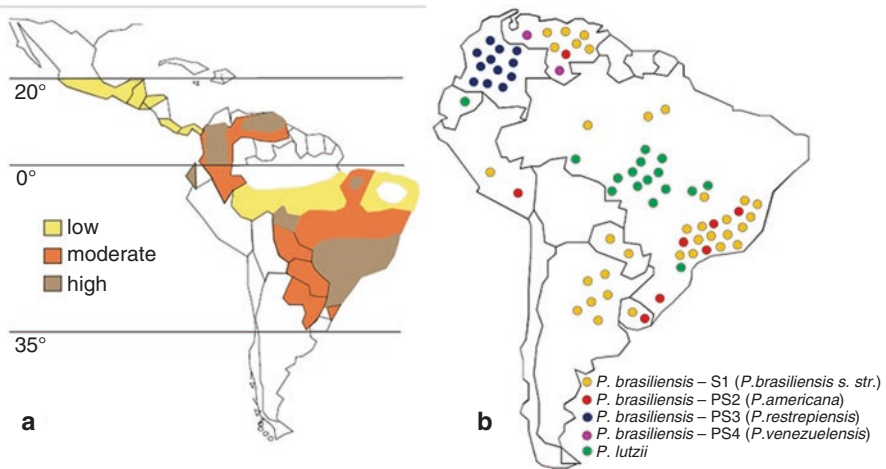 20°
0°
low
moderate
high
35°
a
P. brasiliensis – S1 (P.brasiliensis s. str.)
P. brasiliensis – PS2 (P.americana)
P. brasiliensis – PS3 (P.restrepiensis)
P. brasiliensis – PS4 (P.venezuelensis)
P. lutzii
b